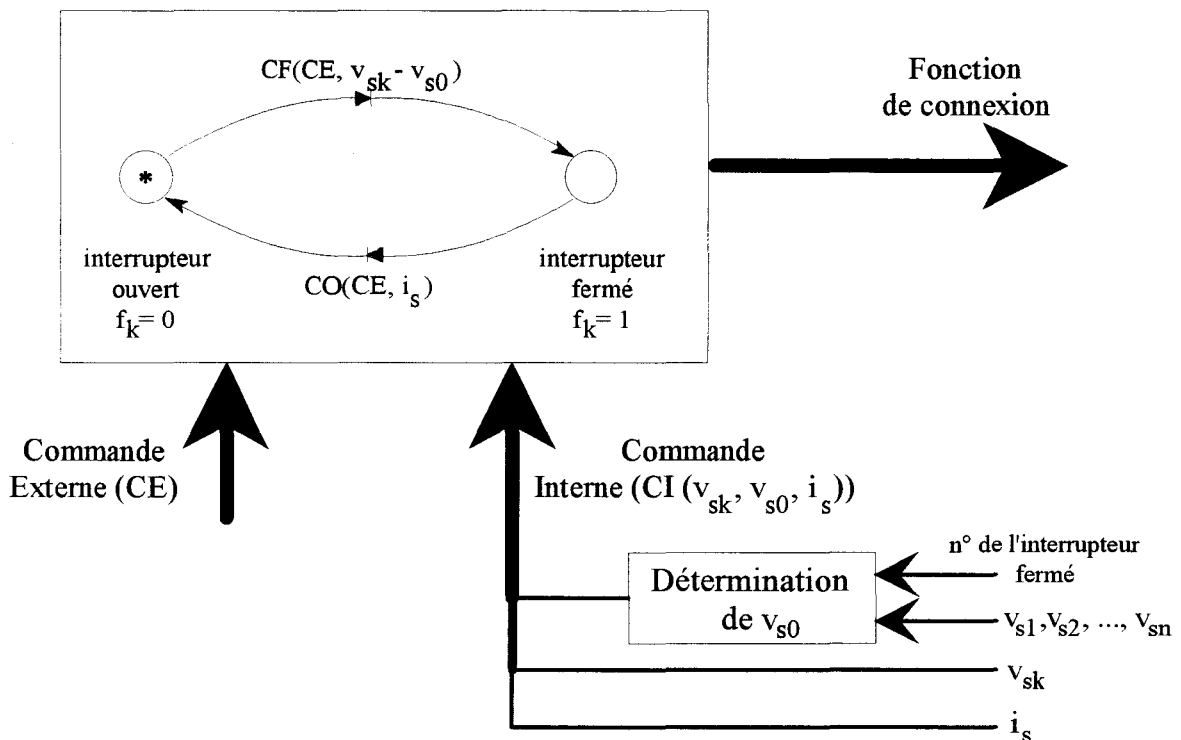 CF(CE, v_sk - v_s0)
Fonction
de connexion
*
interrupteur
ouvert
f_k = 0
CO(CE, i_s)
interrupteur
fermé
f_k = 1
Commande
Externe (CE)
Commande
Interne (CI (v_sk, v_s0, i_s))
n° de l'interrupteur
fermé
Détermination
de v_s0
v_s1, v_s2, ..., v_sn
v_sk
i_s